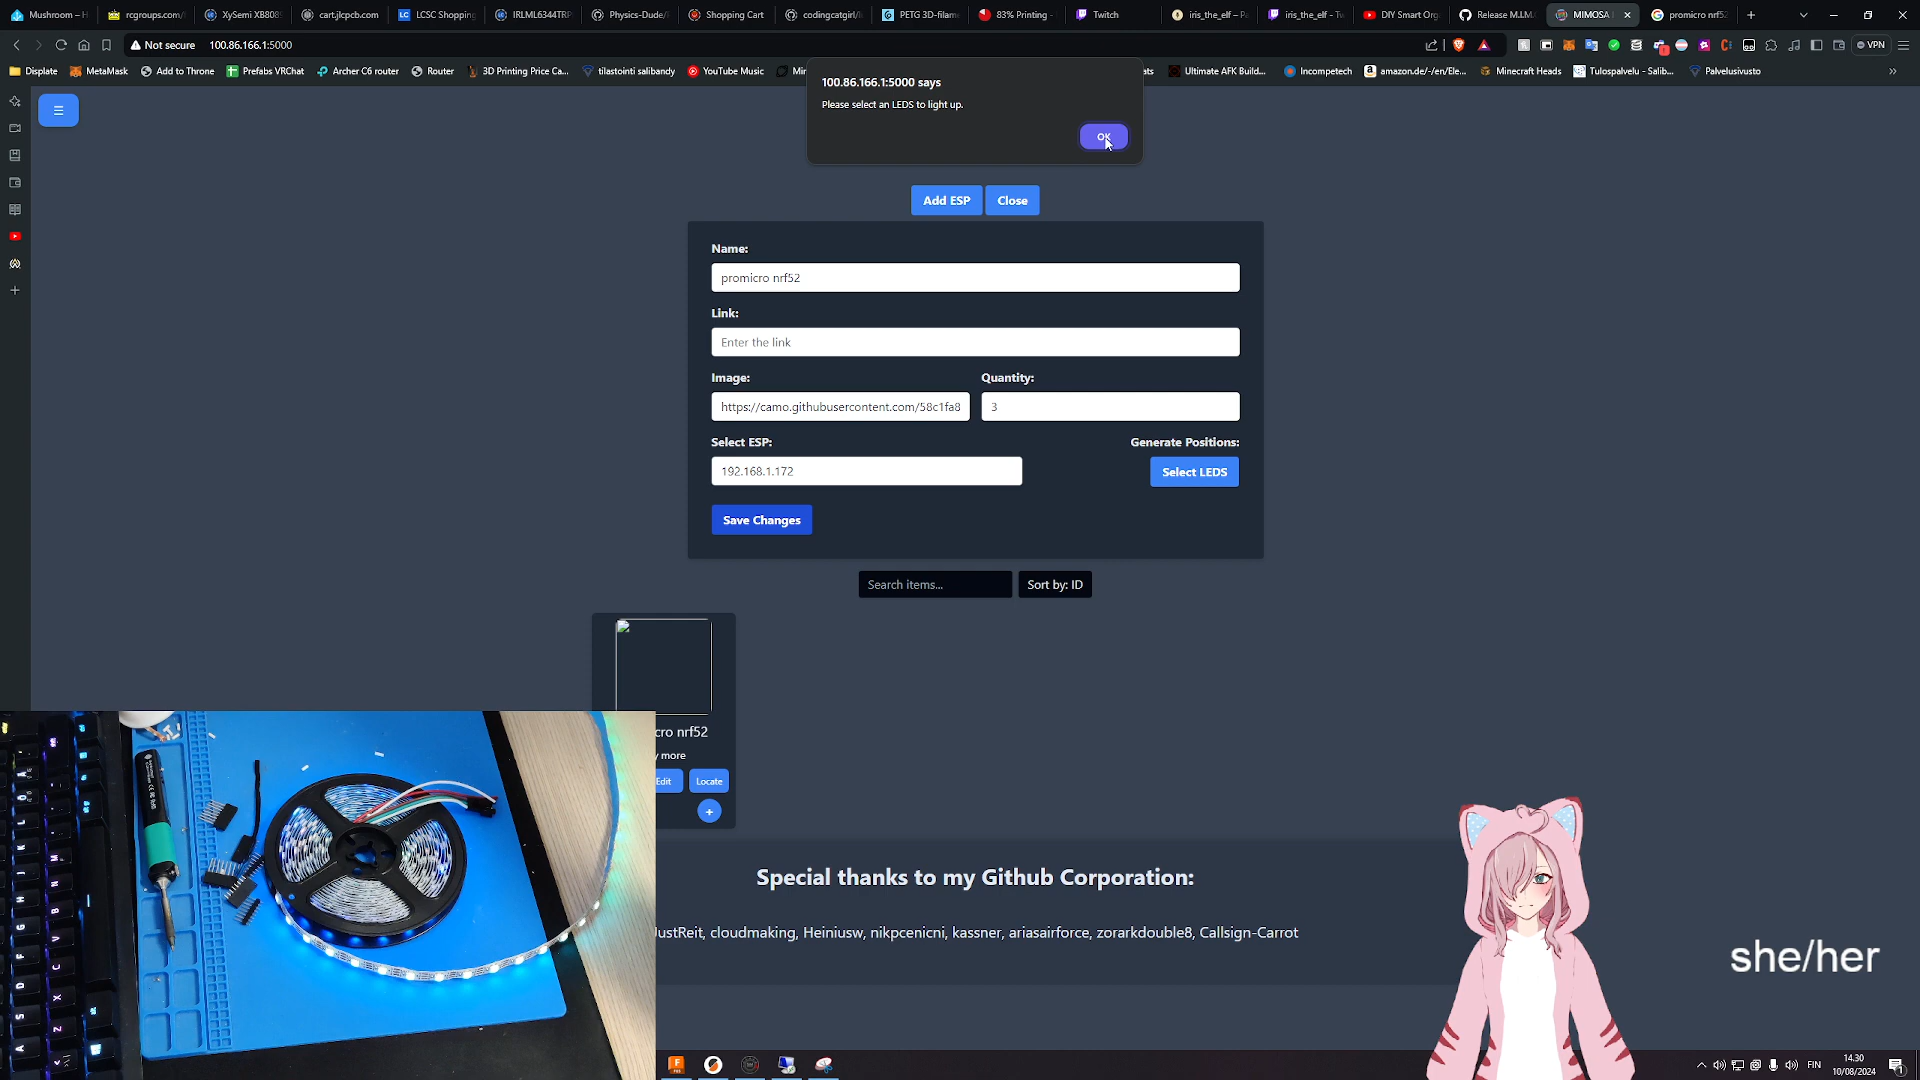 Mushroom – H
rcgroups.com/
XySemi XB808
cart.jlcpcb.com
LCSC Shopping
IRLML6344TRP
Physics-Dude/
Shopping Cart
codingcatgirl/
PETG 3D-filame
83% Printing -
Twitch
iris_the_elf – Pa
iris_the_elf - Tw
DIY Smart Org
Release M.I.M.
MIMOSA
promicro nrf52
Not secure
100.86.166.1:5000
VPN
Displate
MetaMask
Add to Throne
Prefabs VRChat
Archer C6 router
Router
3D Printing Price Ca...
tilastointi salibandy
YouTube Music
Ultimate AFK Build...
Incompetech
amazon.de/-/en/Ele...
Minecraft Heads
Tulospalvelu - Salib...
Palvelusivusto
100.86.166.1:5000 says
Please select an LEDS to light up.
OK
Add ESP
Close
Name:
promicro nrf52
Link:
Enter the link
Image:
Quantity:
https://camo.githubusercontent.com/58c1fa8
3
Select ESP:
Generate Positions:
192.168.1.172
Select LEDS
Save Changes
Search items...
Sort by: ID
cro nrf52
y more
Edit
Locate
+
Special thanks to my Github Corporation:
JustReit, cloudmaking, Heiniusw, nikpcenicni, kassner, ariasairforce, zorarkdouble8, Callsign-Carrot
she/her
FIN
14.30
10/08/2024